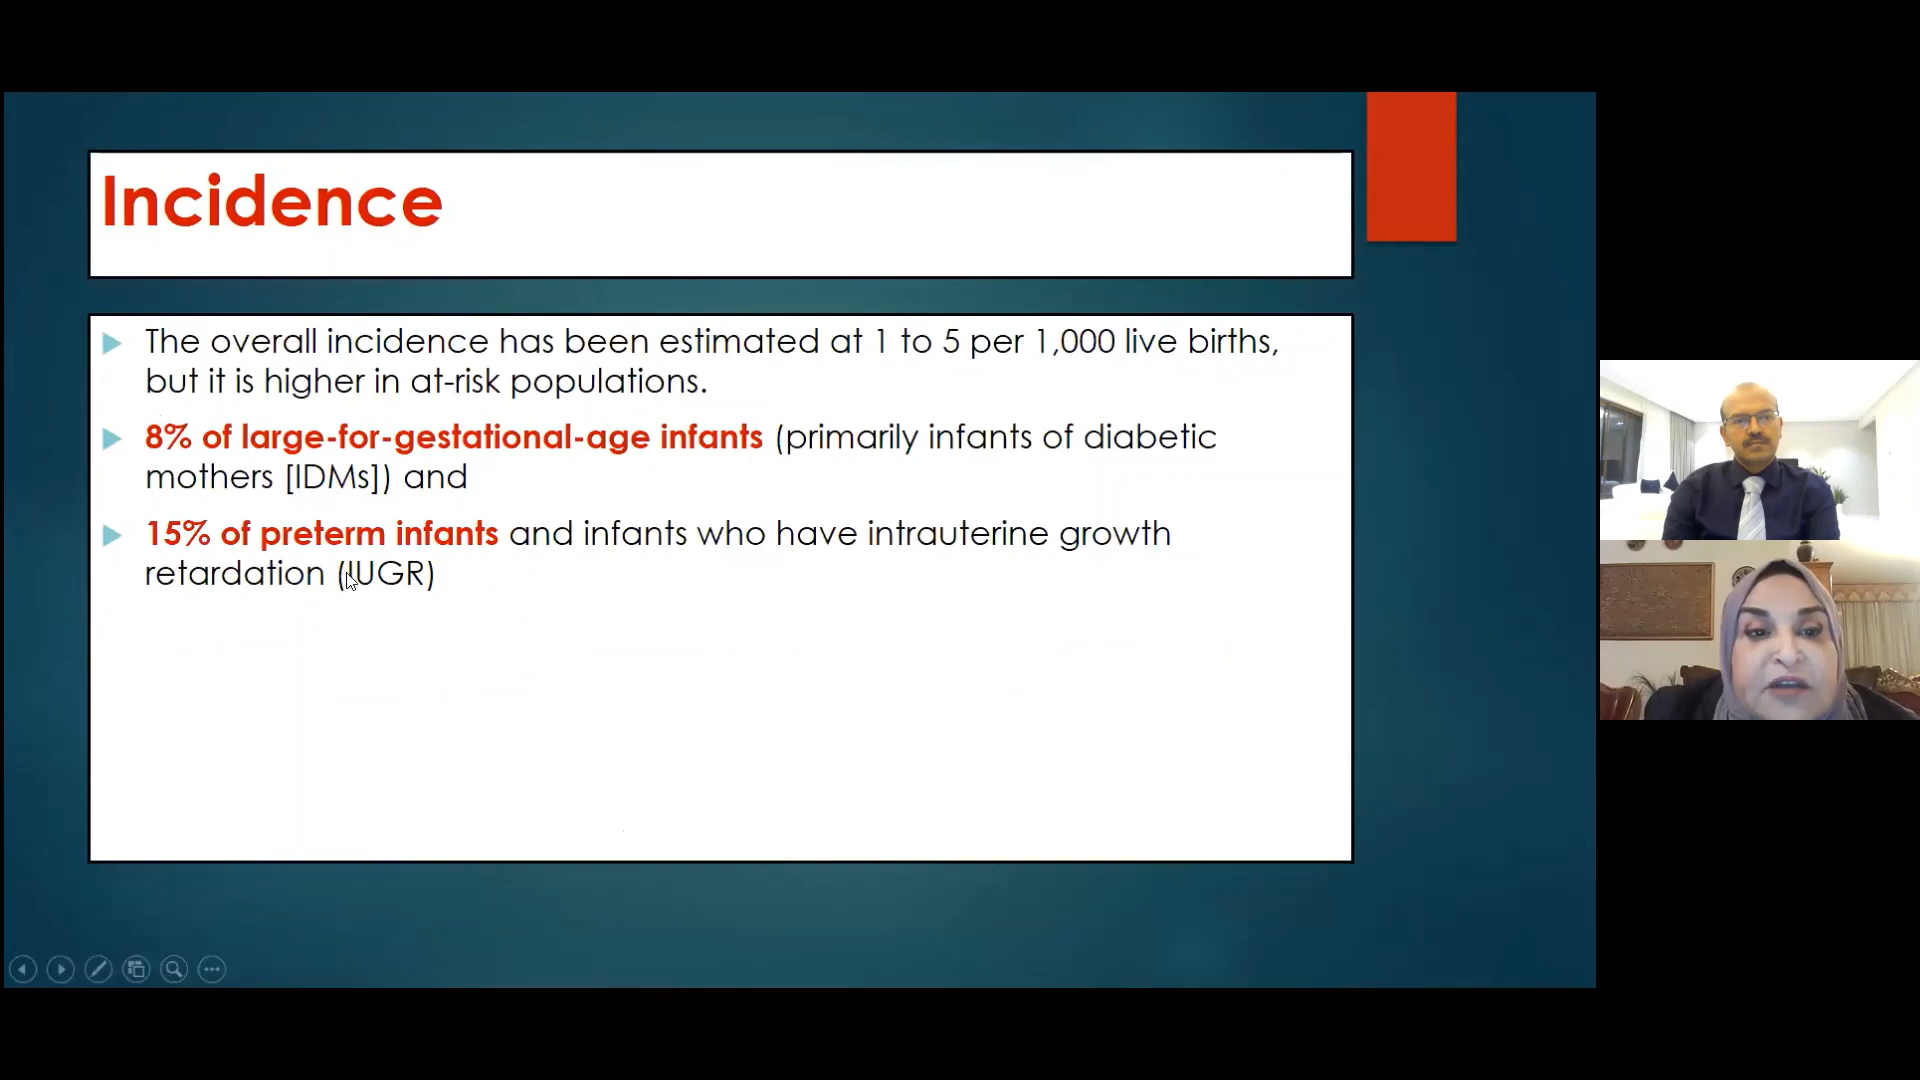 Incidence
The overall incidence has been estimated at 1 to 5 per 1,000 live births,
but it is higher in at-risk populations.
8% of large-for-gestational-age infants (primarily infants of diabetic
mothers [IDMs]) and
15% of preterm infants and infants who have intrauterine growth
retardation (IUGR)